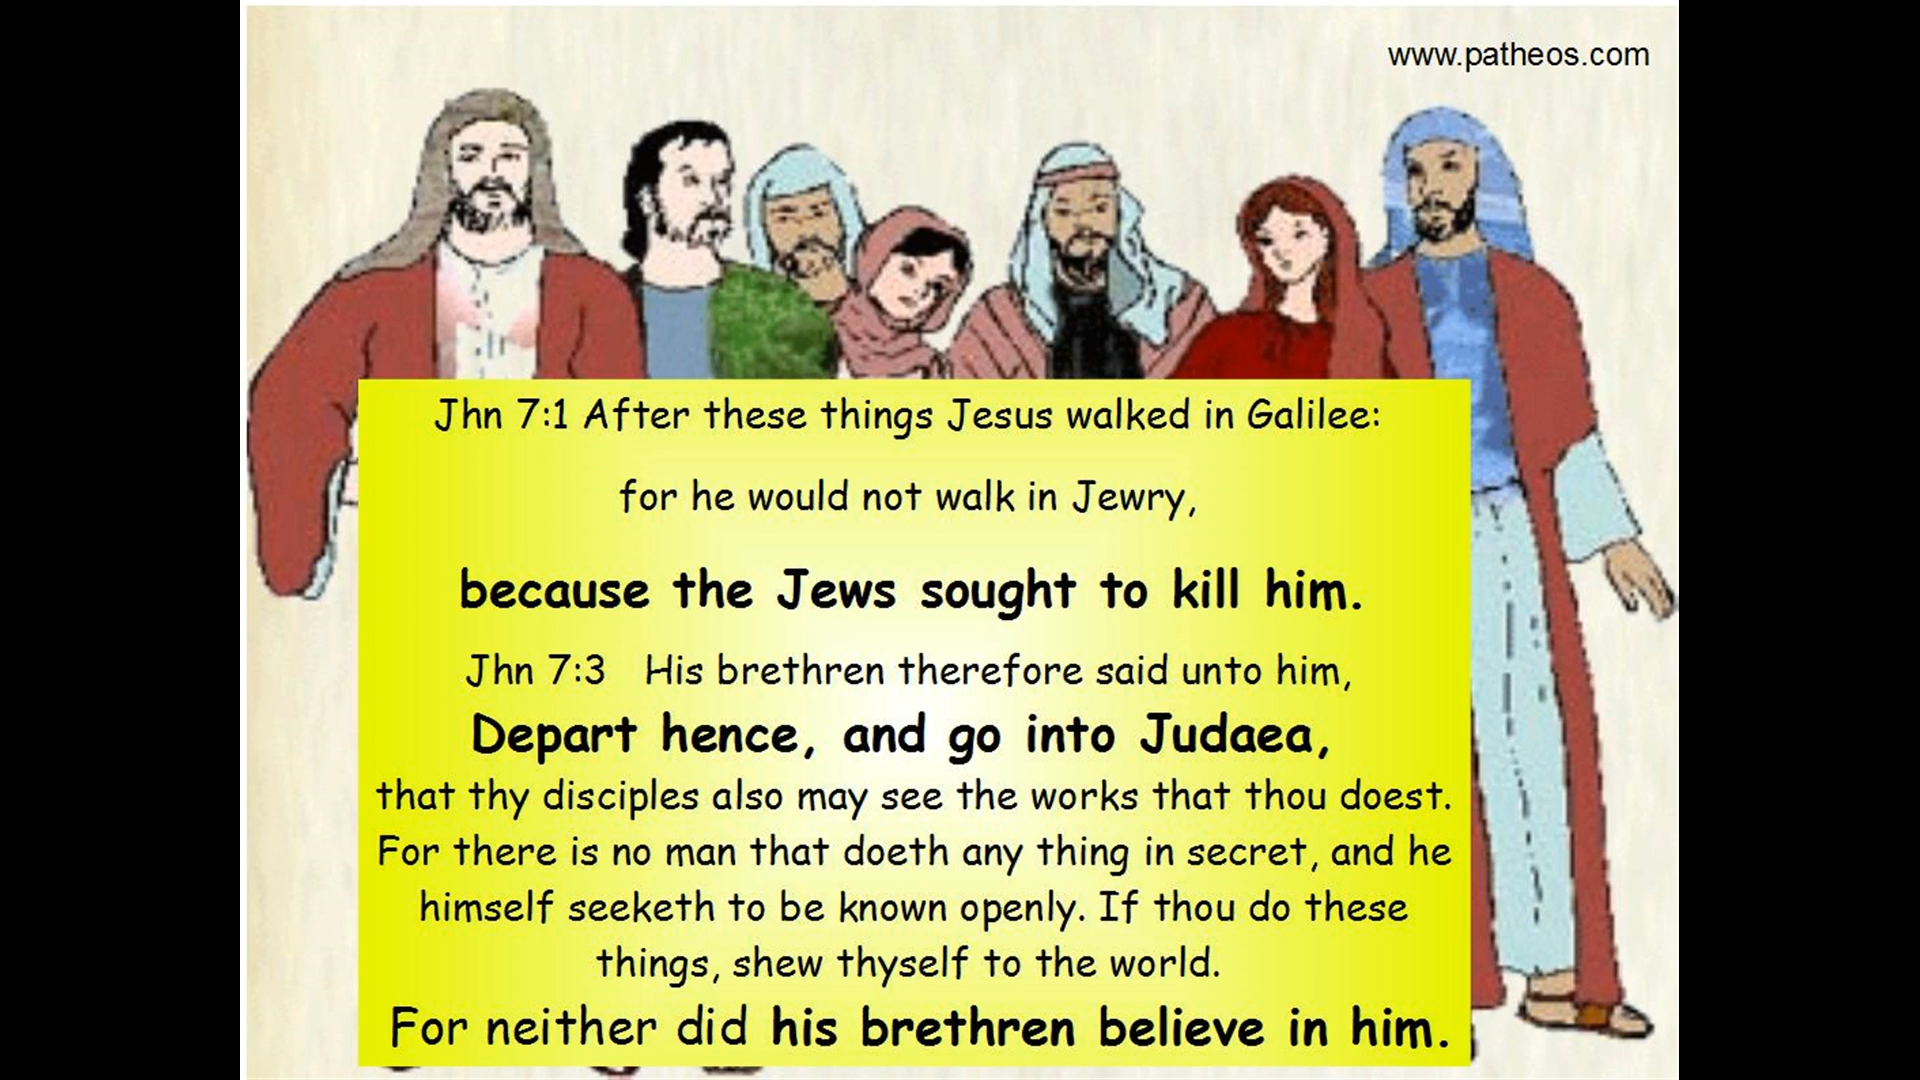 www.patheos.com
Jhn 7:1 After these things Jesus walked in Galilee:
for he would not walk in Jewry,
because the Jews sought to kill him.
Jhn 7:3 His brethren therefore said unto him,
Depart hence, and go into Judaea,
that thy disciples also may see the works that thou doest.
For there is no man that doeth any thing in secret, and he
himself seeketh to be known openly. If thou do these
things, shew thyself to the world.
For neither did his brethren believe in him.